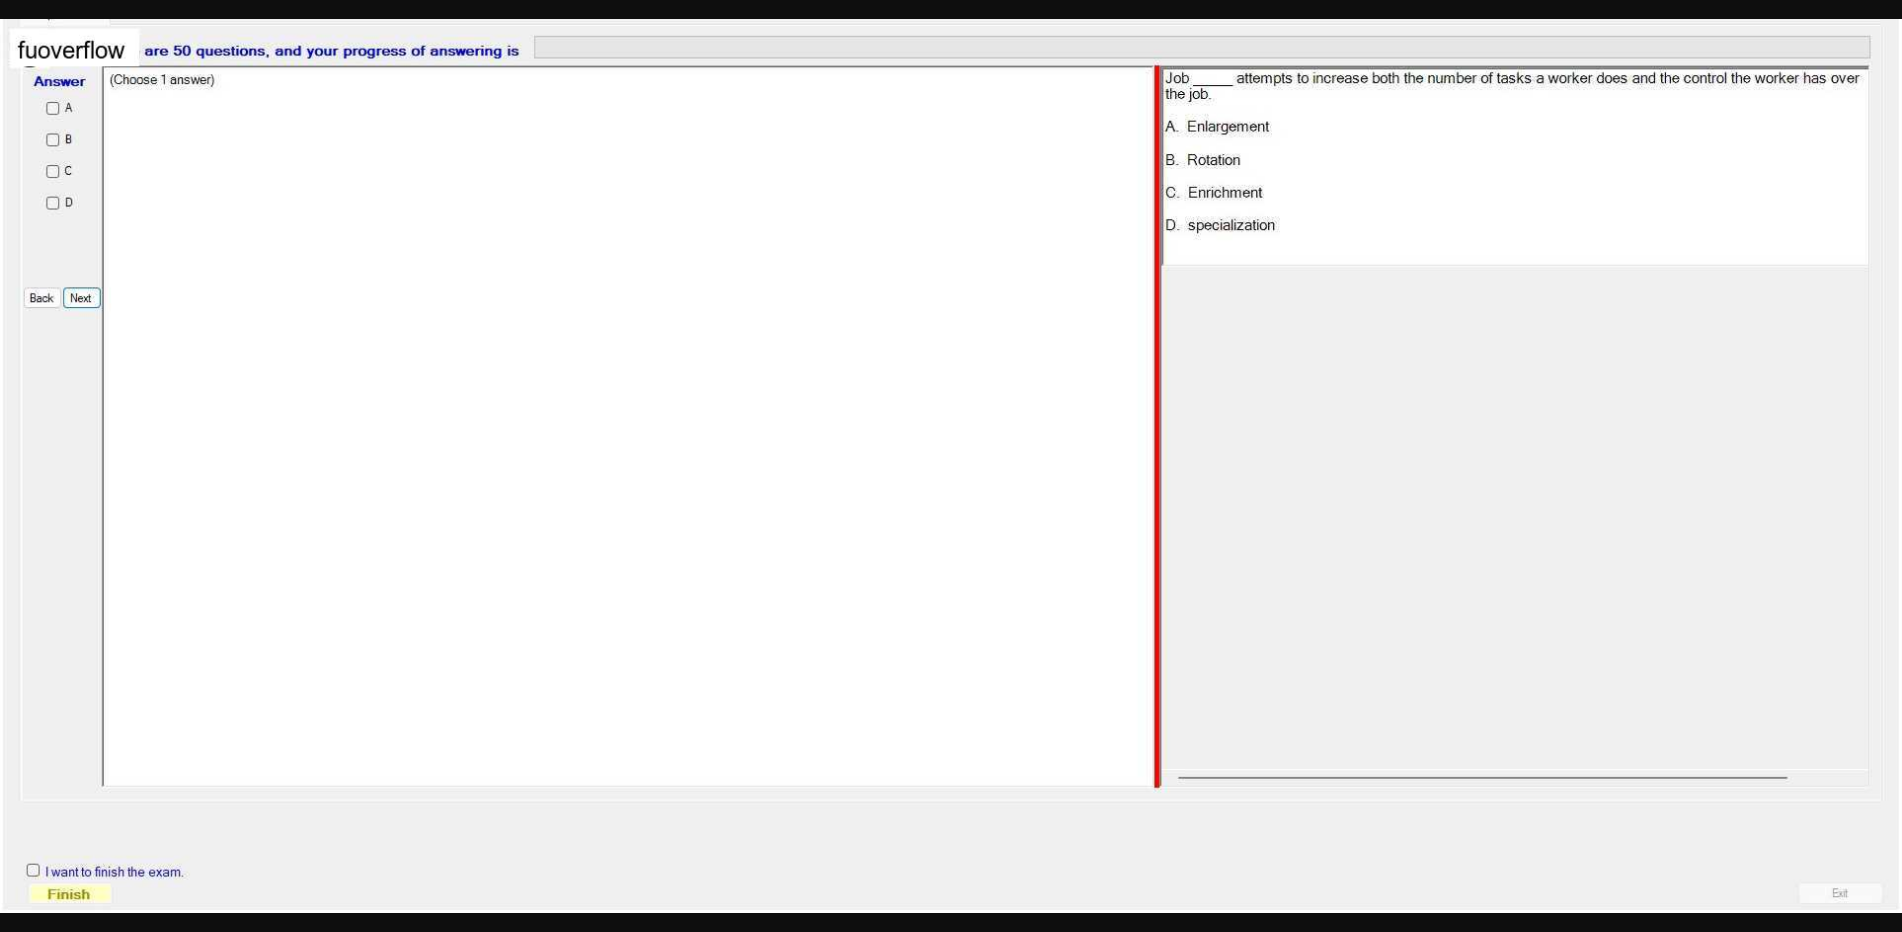 fuoverflow are 50 questions, and your progress of answering is
Answer
(Choose 1 answer)
A
B
C
D
Back Next
Job _____ attempts to increase both the number of tasks a worker does and the control the worker has over
the job.
A. Enlargement
B. Rotation
C. Enrichment
D. specialization
I want to finish the exam.
Finish
Exit